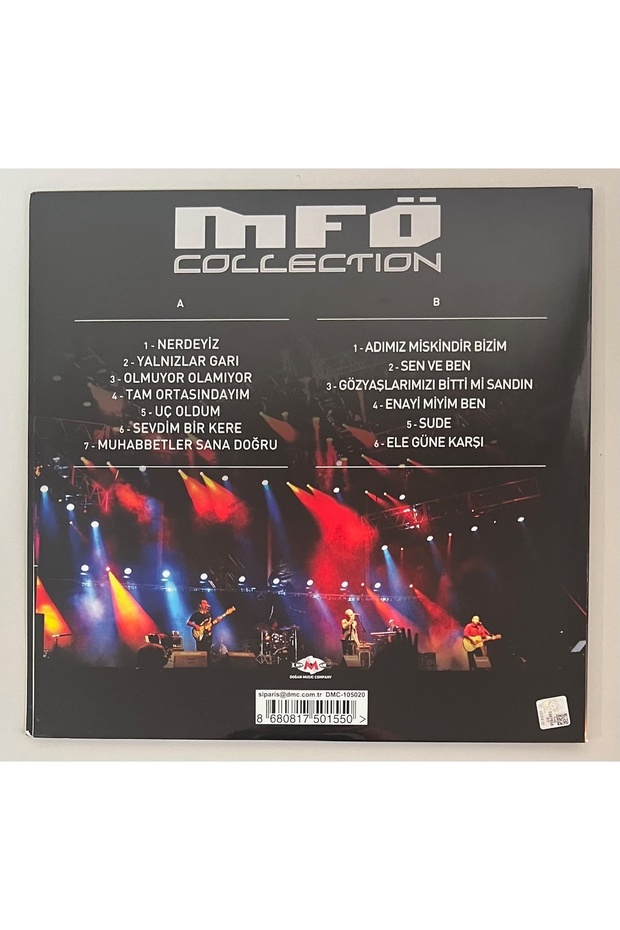 MFÖ
COLLECTION
A
1 - NERDEYİZ
2 - YALNIZLAR GARI
3 - OLMUYOR OLAMIYOR
4 - TAM ORTASINDAYIM
5 - UÇ OLDUM
6 - SEVDİM BİR KERE
7 - MUHABBETLER SANA DOĞRU
B
1 - ADIMIZ MİSKİNDİR BİZİM
2 - SEN VE BEN
3 - GÖZYAŞLARIMIZI BİTTİ Mİ SANDIN
4 - ENAYİ MİYİM BEN
5 - SUDE
6 - ELE GÜNE KARŞI
DOĞAN MUSIC COMPANY
siparis@dmc.com.tr DMC-105020
8 680817 501550 >